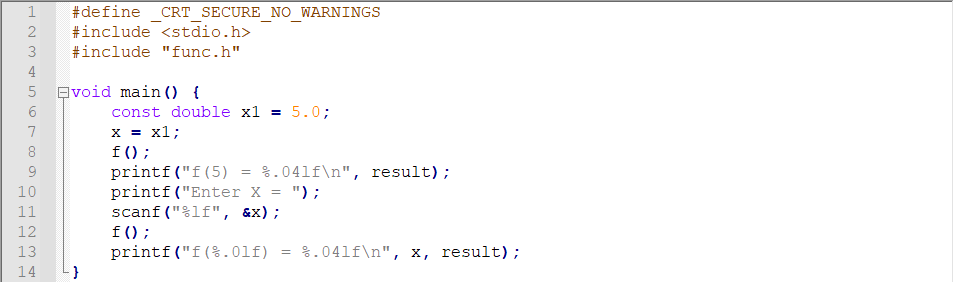 1 #define _CRT_SECURE_NO_WARNINGS
2 #include <stdio.h>
3 #include "func.h"
4
5 void main() {
6     const double x1 = 5.0;
7     x = x1;
8     f();
9     printf("f(5) = %.04lf\n", result);
10     printf("Enter X = ");
11     scanf("%lf", &x);
12     f();
13     printf("f(%.0lf) = %.04lf\n", x, result);
14 }